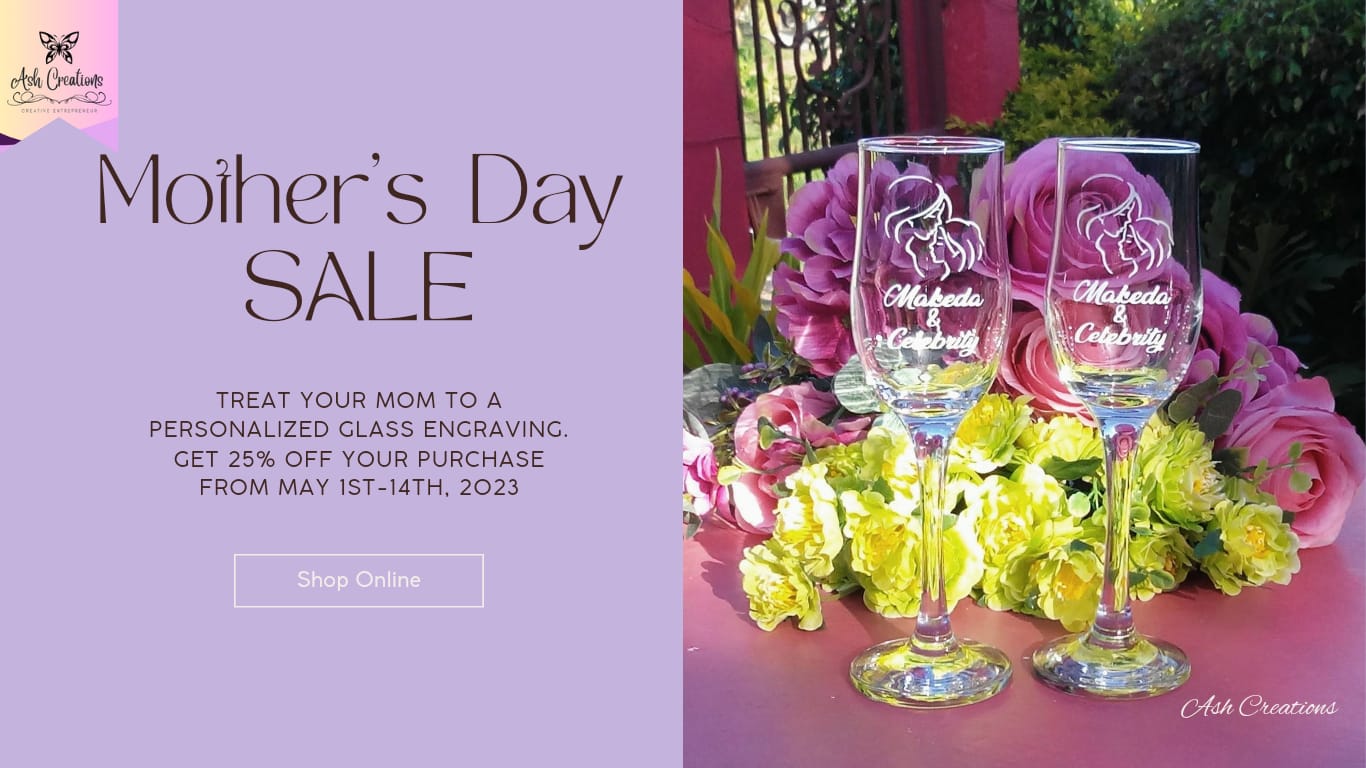 Ash Creations
CREATIVE ENTREPRENEUR
Mother's Day
SALE
TREAT YOUR MOM TO A
PERSONALIZED GLASS ENGRAVING.
GET 25% OFF YOUR PURCHASE
FROM MAY 1ST-14TH, 2023
Shop Online
Makeda
&
Celebrity
Makeda
&
Celebrity
Ash Creations